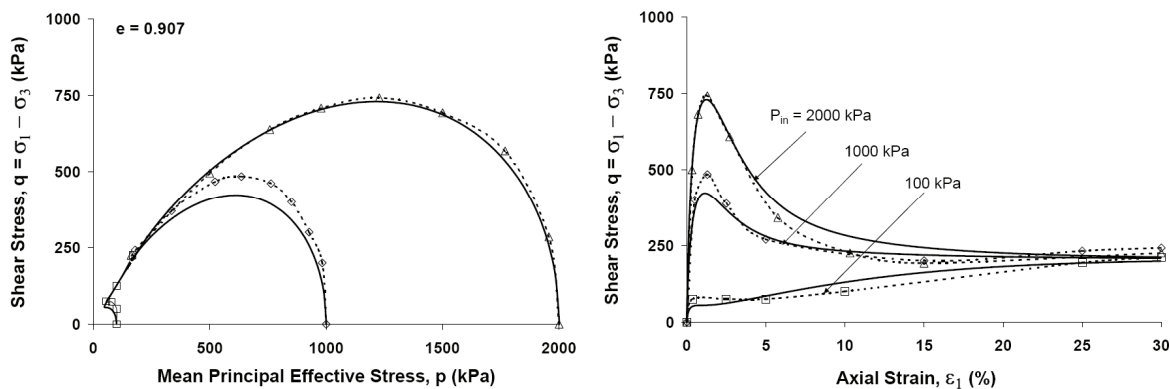 e = 0.907
1000
750
500
250
0
Shear Stress, q = σ₁ − σ₃ (kPa)
0 500 1000 1500 2000
Mean Principal Effective Stress, p (kPa)
1000
750
500
250
0
Shear Stress, q = σ₁ − σ₃ (kPa)
Pᵢₙ = 2000 kPa
1000 kPa
100 kPa
0 5 10 15 20 25 30
Axial Strain, ε₁ (%)